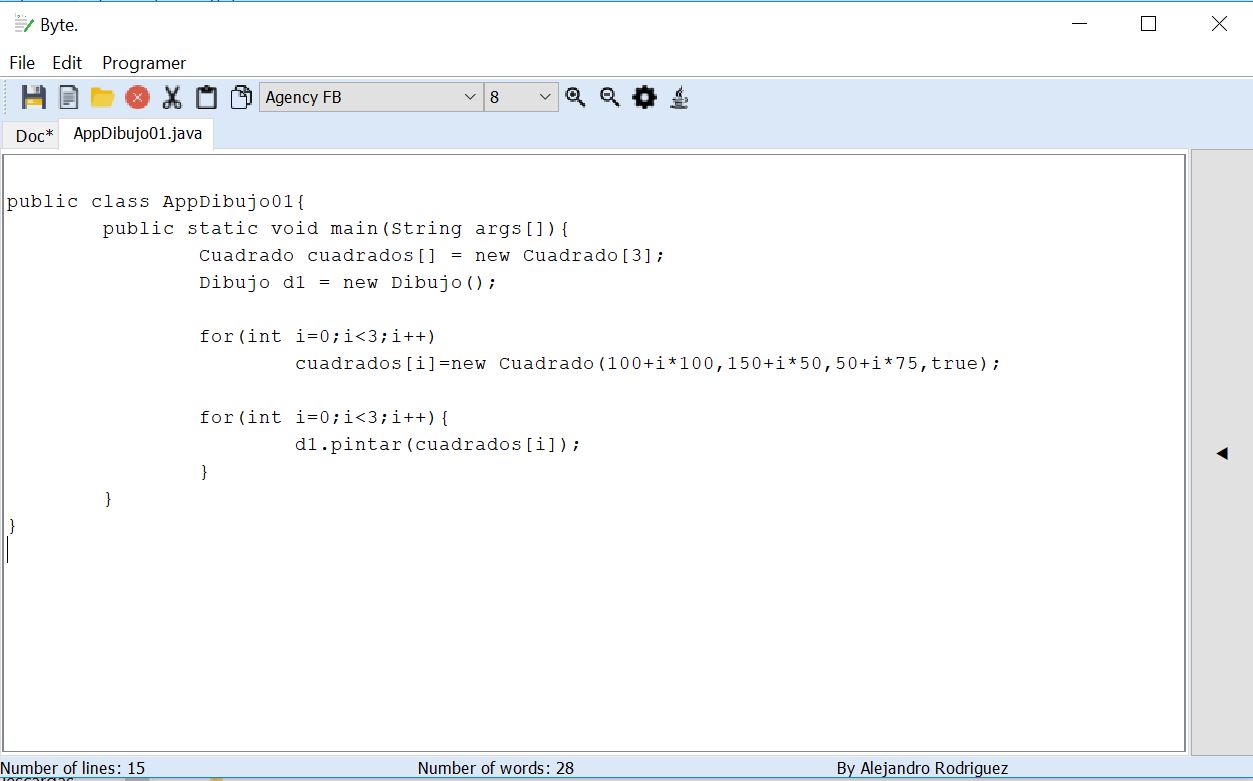 Byte.
File Edit Programer
Agency FB 8
Doc* AppDibujo01.java
public class AppDibujo01{
public static void main(String args[]){
Cuadrado cuadrados[] = new Cuadrado[3];
Dibujo d1 = new Dibujo();
for(int i=0;i<3;i++)
cuadrados[i]=new Cuadrado(100+i*100,150+i*50,50+i*75,true);
for(int i=0;i<3;i++){
d1.pintar(cuadrados[i]);
}
}
}
Number of lines: 15 Number of words: 28 By Alejandro Rodriguez